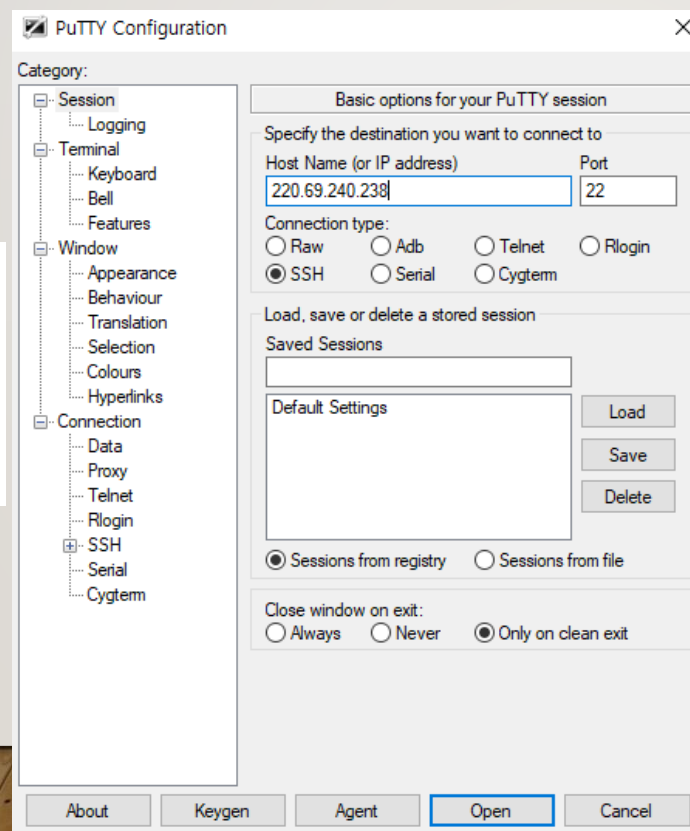 PuTTY Configuration
Category:
Session
Logging
Terminal
Keyboard
Bell
Features
Window
Appearance
Behaviour
Translation
Selection
Colours
Hyperlinks
Connection
Data
Proxy
Telnet
Rlogin
SSH
Serial
Cygterm
Basic options for your PuTTY session
Specify the destination you want to connect to
Host Name (or IP address) Port
220.69.240.238 22
Connection type:
Raw Adb Telnet Rlogin
SSH Serial Cygterm
Load, save or delete a stored session
Saved Sessions
Default Settings
Load
Save
Delete
Sessions from registry Sessions from file
Close window on exit:
Always Never Only on clean exit
About Keygen Agent Open Cancel